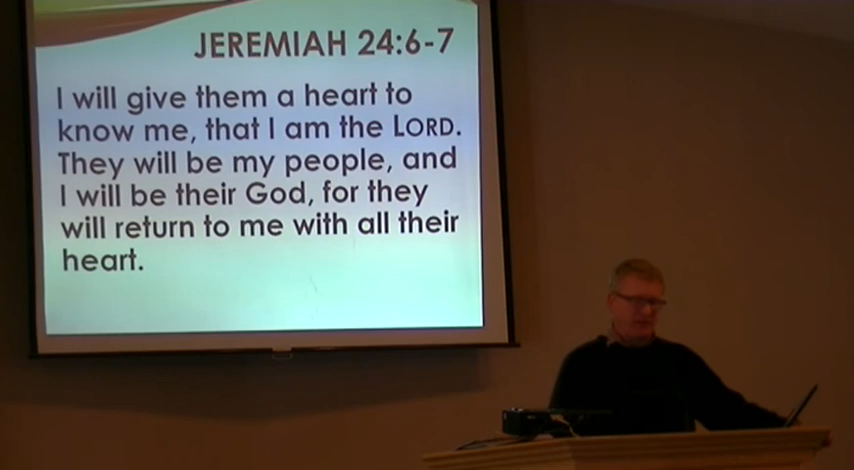 JEREMIAH 24:6-7
I will give them a heart to
know me, that I am the LORD.
They will be my people, and
I will be their God, for they
will return to me with all their
heart.